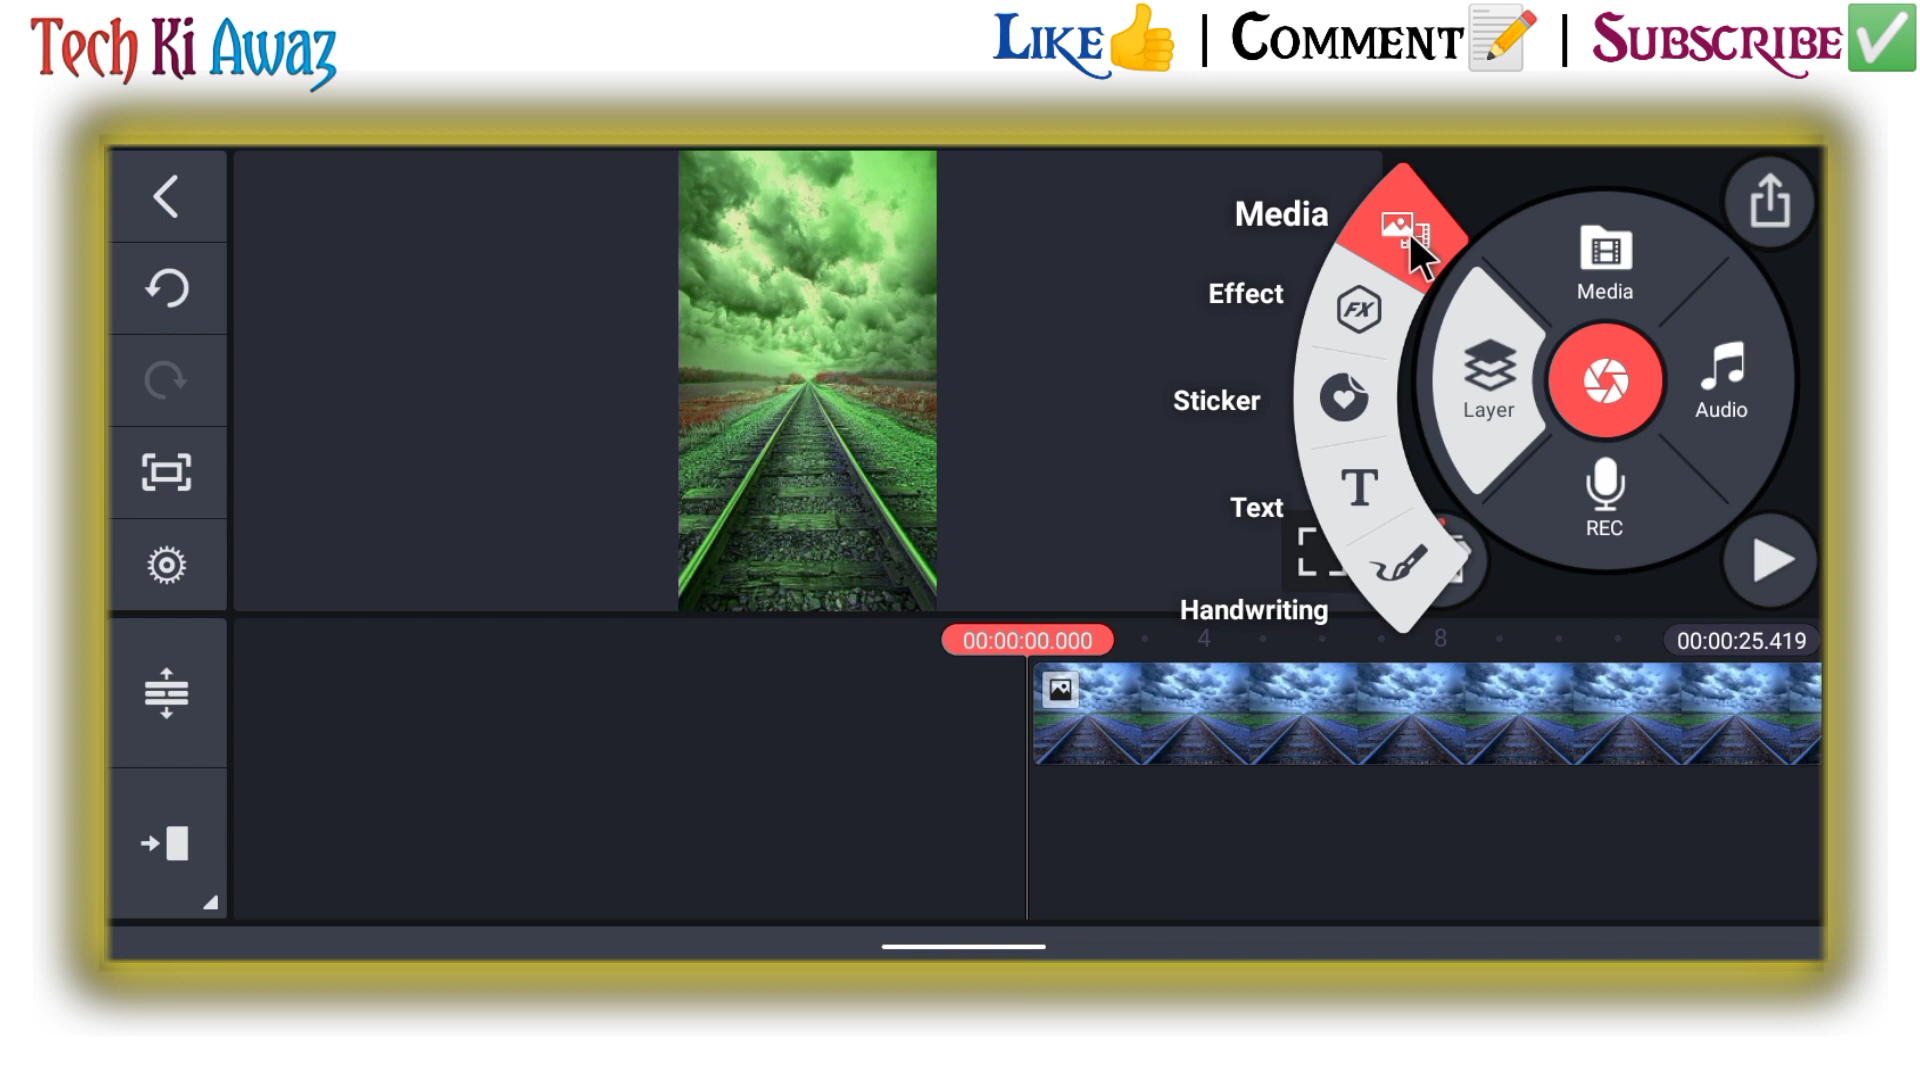 Tech Ki Awaz
Like | Comment | Subscribe
Media
Effect
Sticker
Text
Handwriting
Media
Layer
Audio
REC
FX
T
00:00:00.000
4
8
00:00:25.419